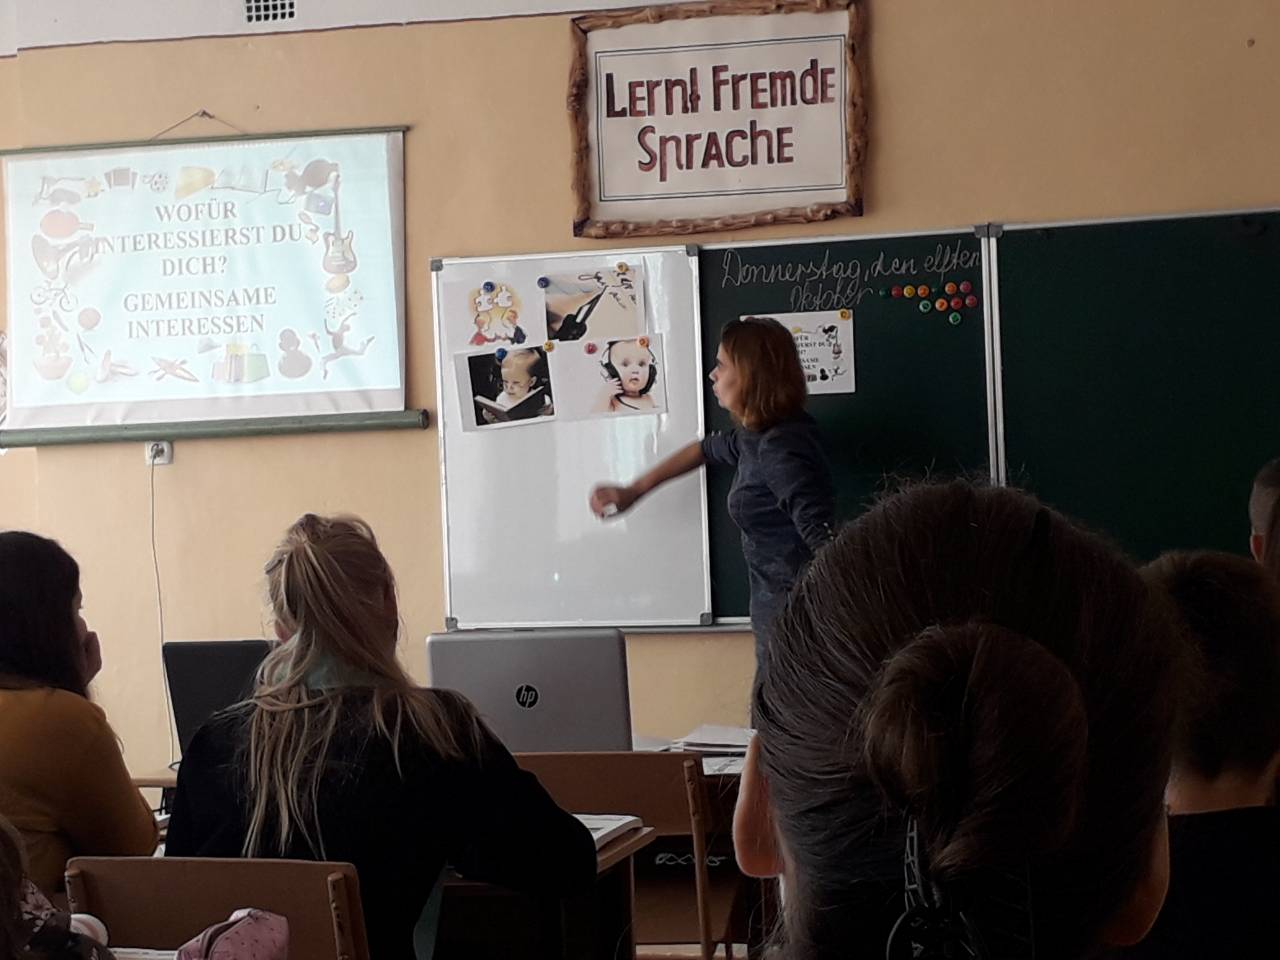 Lernt Fremde
Sprache
WOFÜR
INTERESSIERST DU
DICH?
GEMEINSAME
INTERESSEN
Donnerstag, den elften
Oktober
hp